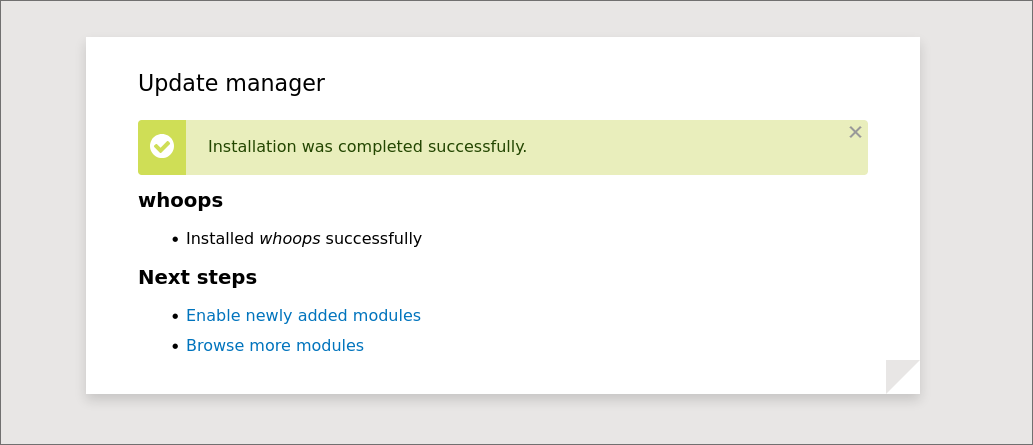 Update manager
Installation was completed successfully.
whoops
Installed whoops successfully
Next steps
Enable newly added modules
Browse more modules